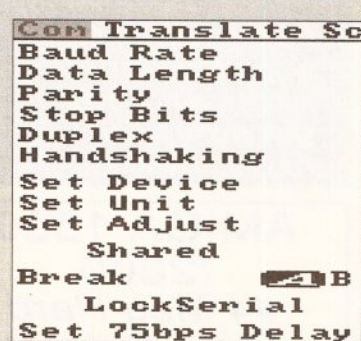 Com Translate Sc
Baud Rate
Data Length
Parity
Stop Bits
Duplex
Handshaking
Set Device
Set Unit
Set Adjust
Shared
Break B
LockSerial
Set 75bps Delay